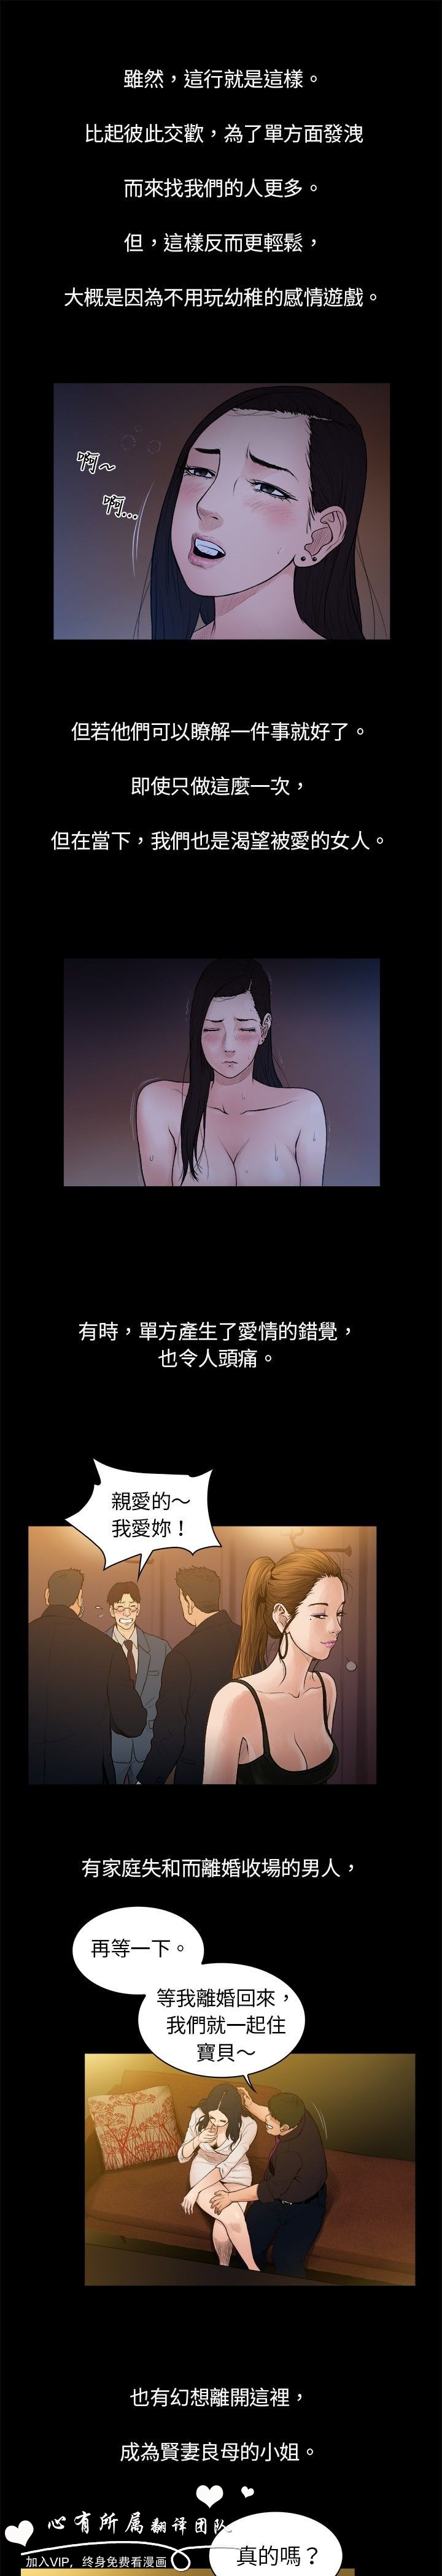 雖然，這行就是這樣。
比起彼此交歡，為了單方面發洩
而來找我們的人更多。
但，這樣反而更輕鬆，
大概是因為不用玩幼稚的感情遊戲。
啊～
啊…
但若他們可以瞭解一件事就好了。
即使只做這麼一次，
但在當下，我們也是渴望被愛的女人。
有時，單方產生了愛情的錯覺，
也令人頭痛。
親愛的～
我愛妳！
有家庭失和而離婚收場的男人，
再等一下。
等我離婚回來，
我們就一起住
寶貝～
也有幻想離開這裡，
成為賢妻良母的小姐。
心有所属翻译团队
加入VIP，终身免费看漫画
真的嗎？